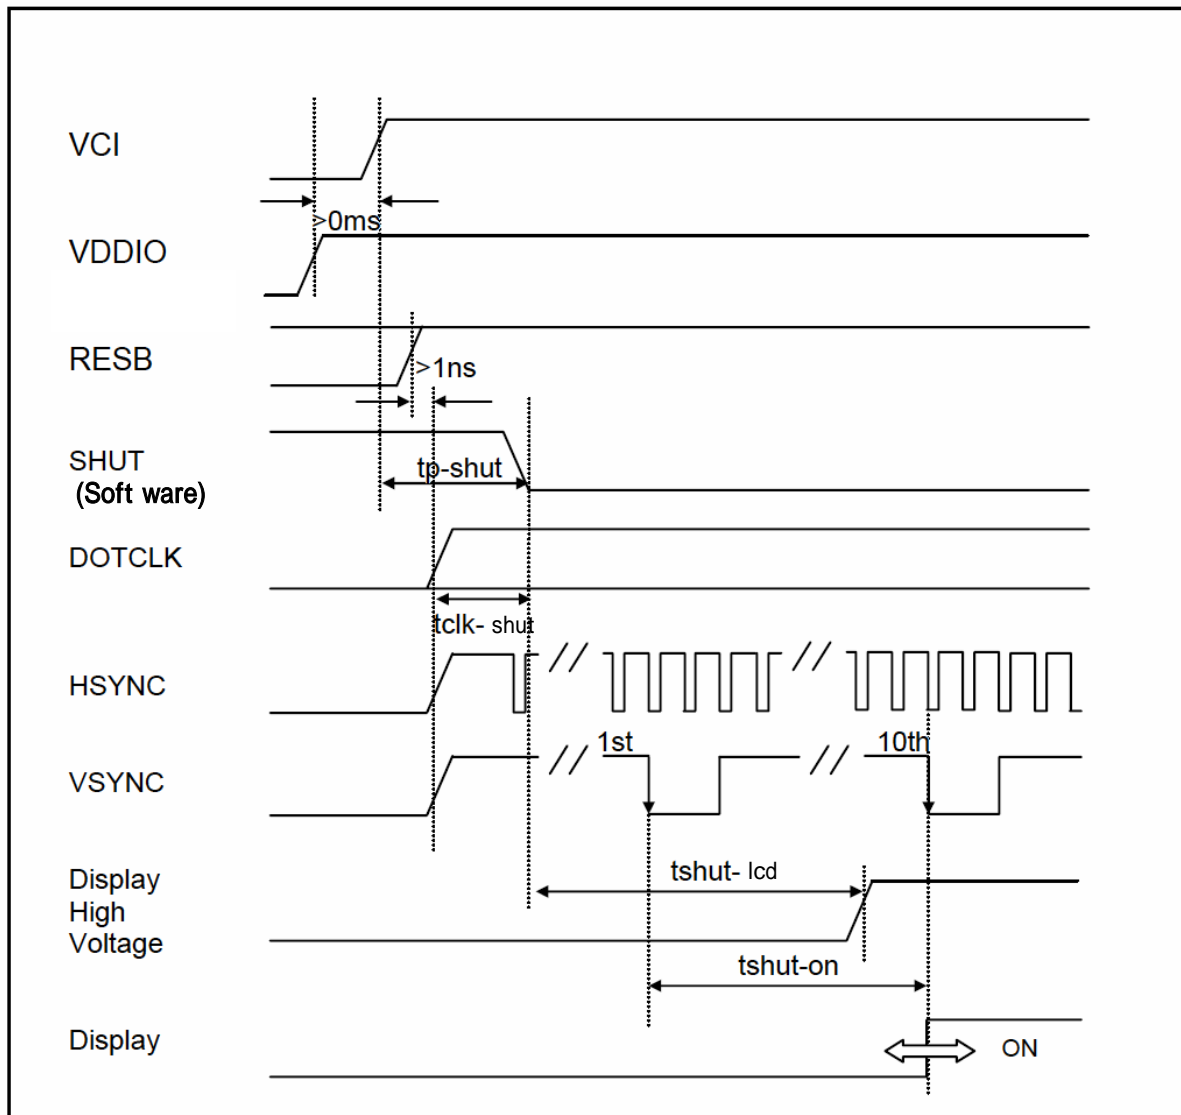 VCI
>0ms
VDDIO
RESB
>1ns
SHUT
(Soft ware)
tp-shut
DOTCLK
tclk- shut
HSYNC
1st
10th
VSYNC
Display
High
Voltage
tshut- lcd
tshut-on
Display
ON